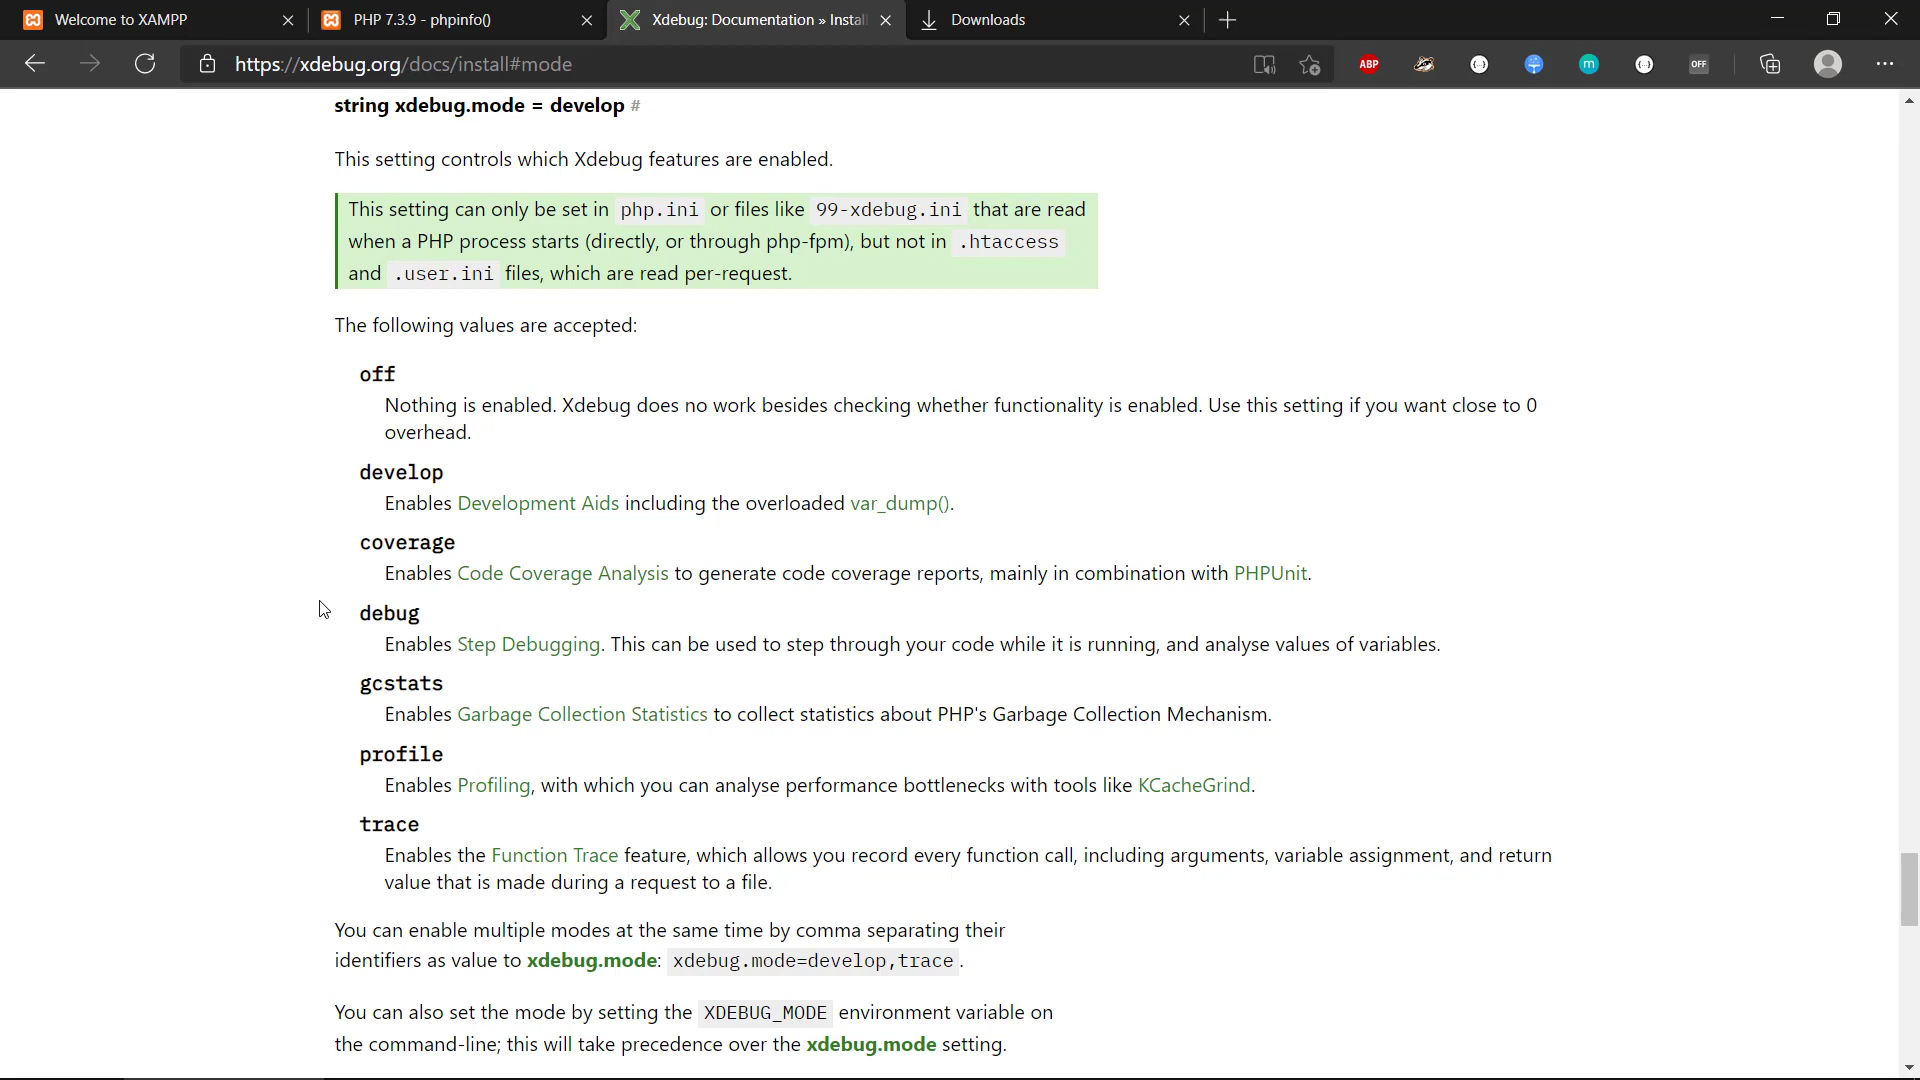 Welcome to XAMPP
PHP 7.3.9 - phpinfo()
Xdebug: Documentation » Instal
Downloads
https://xdebug.org/docs/install#mode
ABP
m
OFF
string xdebug.mode = develop #
This setting controls which Xdebug features are enabled.
This setting can only be set in php.ini or files like 99-xdebug.ini that are read
when a PHP process starts (directly, or through php-fpm), but not in .htaccess
and .user.ini files, which are read per-request.
The following values are accepted:
off
Nothing is enabled. Xdebug does no work besides checking whether functionality is enabled. Use this setting if you want close to 0
overhead.
develop
Enables Development Aids including the overloaded var_dump().
coverage
Enables Code Coverage Analysis to generate code coverage reports, mainly in combination with PHPUnit.
debug
Enables Step Debugging. This can be used to step through your code while it is running, and analyse values of variables.
gcstats
Enables Garbage Collection Statistics to collect statistics about PHP's Garbage Collection Mechanism.
profile
Enables Profiling, with which you can analyse performance bottlenecks with tools like KCacheGrind.
trace
Enables the Function Trace feature, which allows you record every function call, including arguments, variable assignment, and return
value that is made during a request to a file.
You can enable multiple modes at the same time by comma separating their
identifiers as value to xdebug.mode: xdebug.mode=develop,trace.
You can also set the mode by setting the XDEBUG_MODE environment variable on
the command-line; this will take precedence over the xdebug.mode setting.